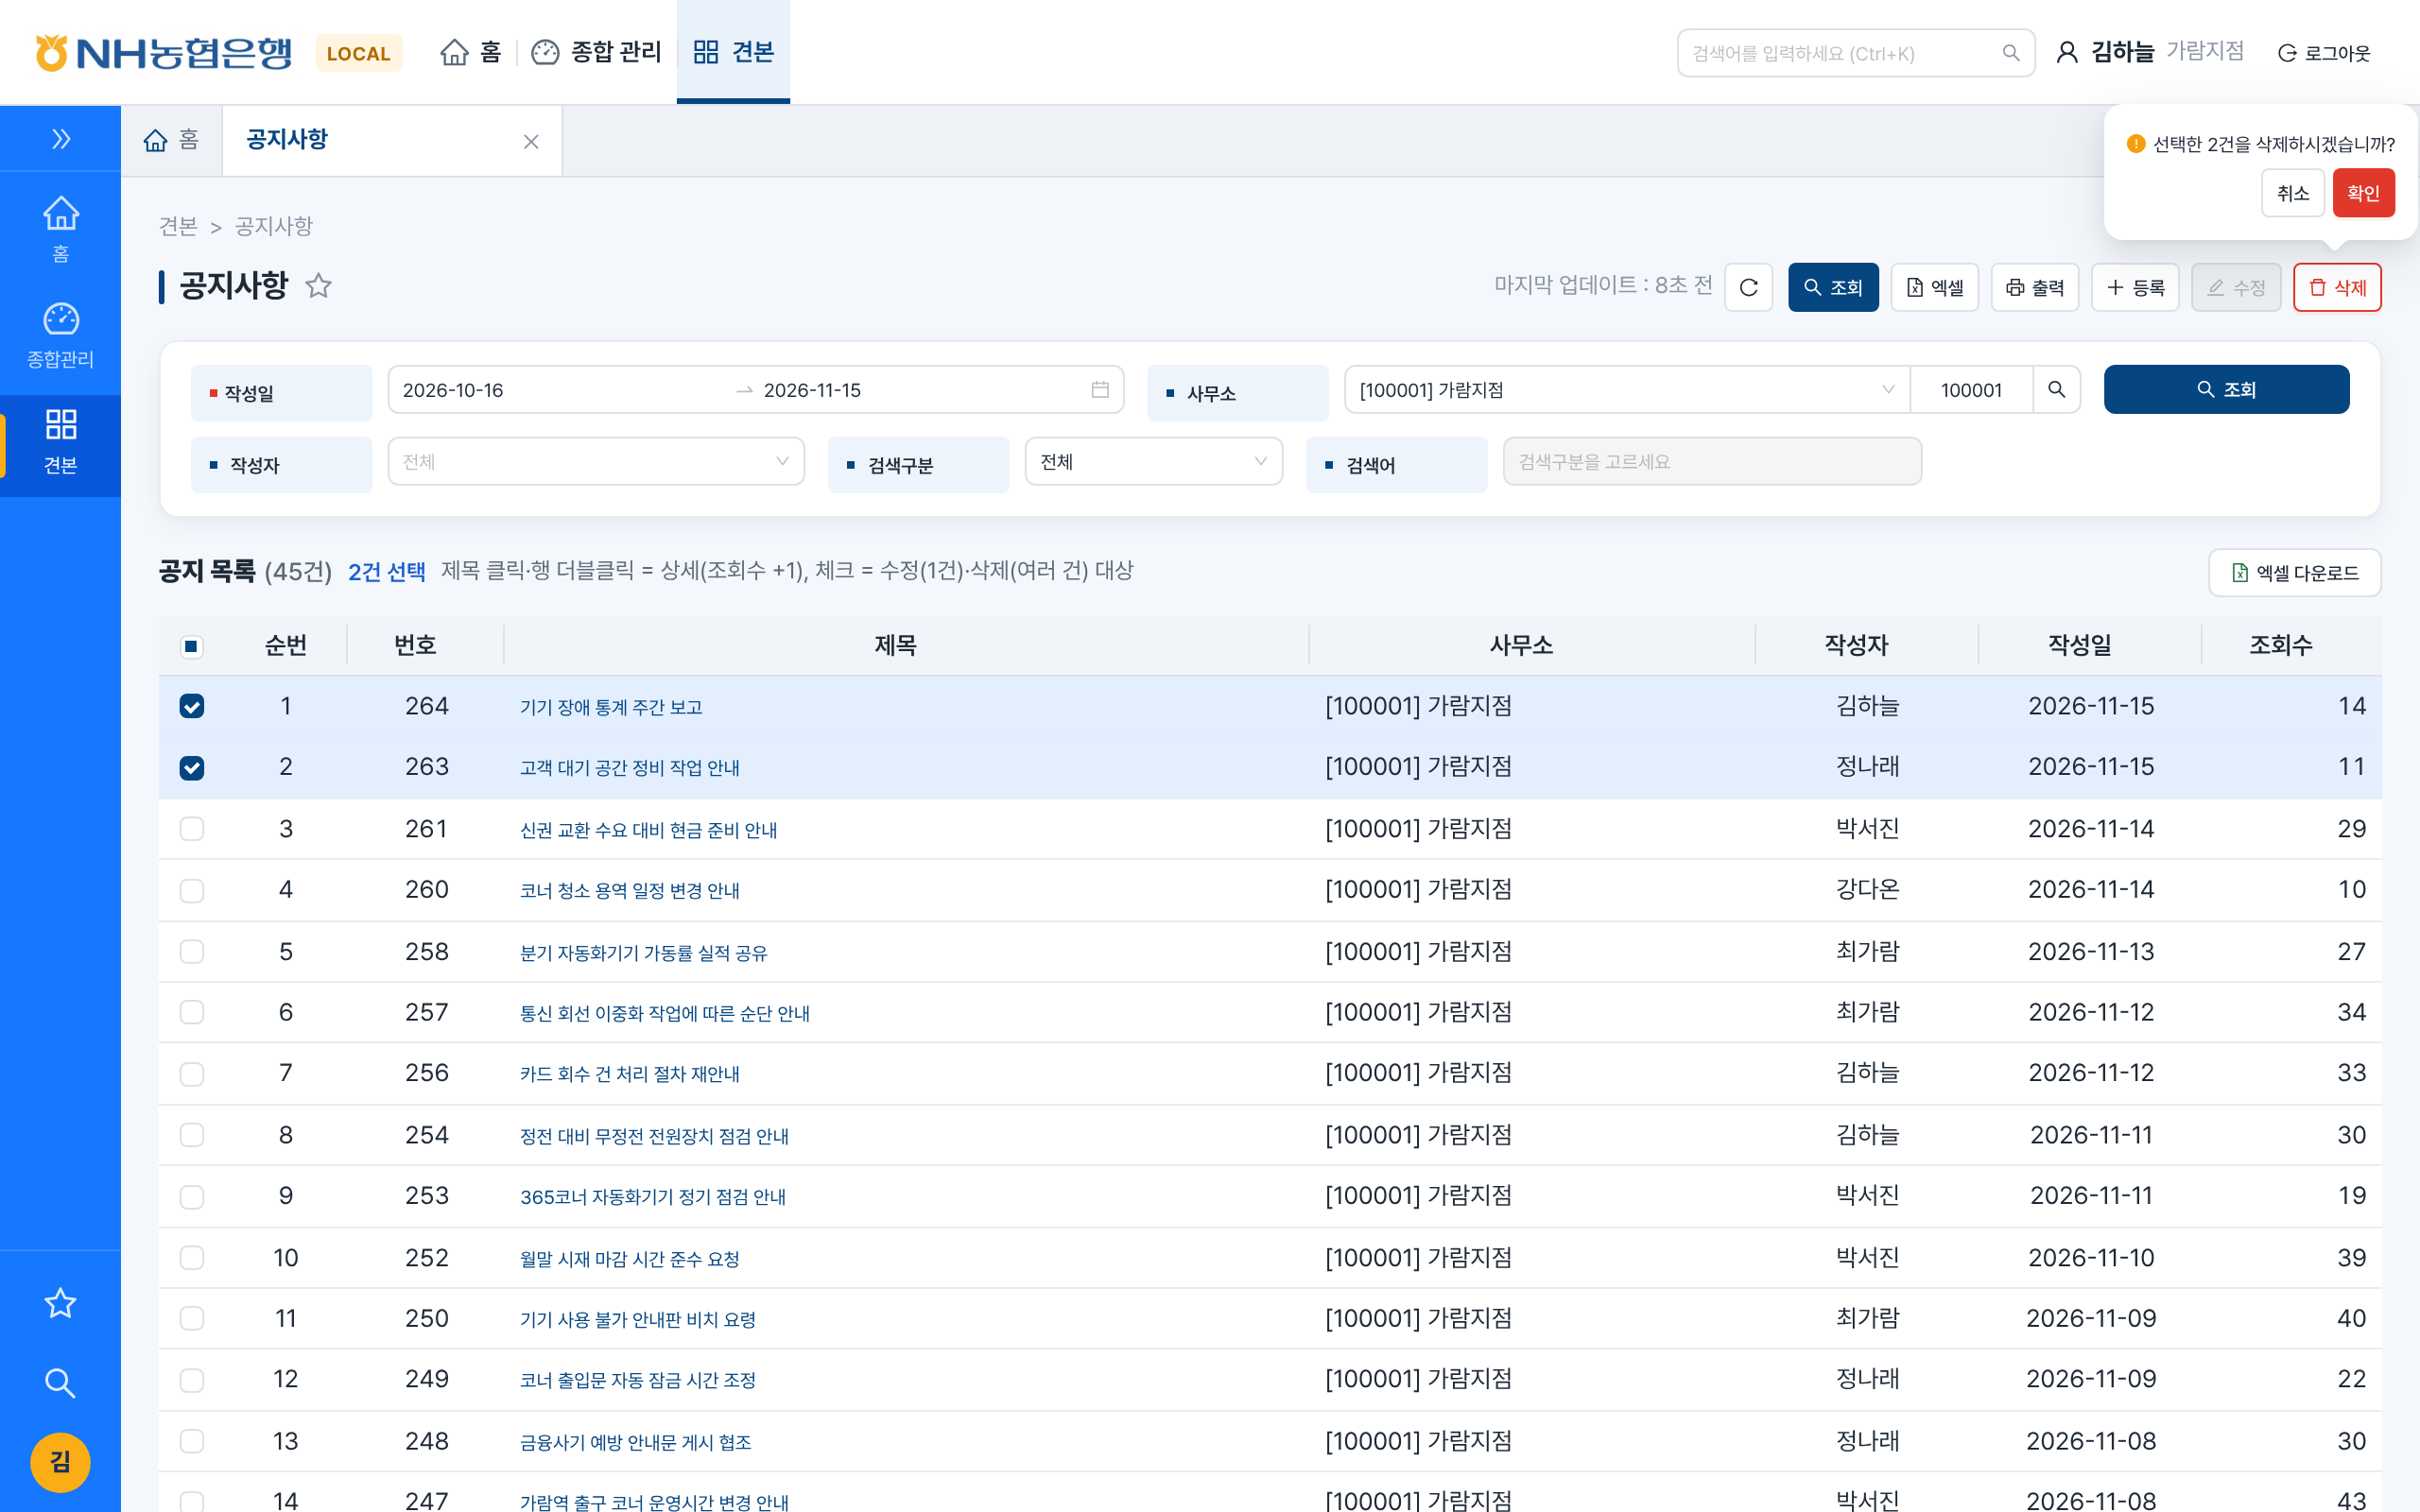 NH농협은행 LOCAL 홈 종합 관리 견본 검색어를 입력하세요 (Ctrl+K) 김하늘 가람지점 로그아웃
홈 공지사항
선택한 2건을 삭제하시겠습니까?
취소 확인
홈
종합관리
견본
김
견본 > 공지사항
공지사항 마지막 업데이트 : 8초 전 조회 엑셀 출력 등록 수정 삭제
작성일 2026-10-16 → 2026-11-15 사무소 [100001] 가람지점 100001 조회
작성자 전체 검색구분 전체 검색어 검색구분을 고르세요
공지 목록 (45건) 2건 선택 제목 클릭·행 더블클릭 = 상세(조회수 +1), 체크 = 수정(1건)·삭제(여러 건) 대상 엑셀 다운로드
순번 번호 제목 사무소 작성자 작성일 조회수
1 264 기기 장애 통계 주간 보고 [100001] 가람지점 김하늘 2026-11-15 14
2 263 고객 대기 공간 정비 작업 안내 [100001] 가람지점 정나래 2026-11-15 11
3 261 신권 교환 수요 대비 현금 준비 안내 [100001] 가람지점 박서진 2026-11-14 29
4 260 코너 청소 용역 일정 변경 안내 [100001] 가람지점 강다온 2026-11-14 10
5 258 분기 자동화기기 가동률 실적 공유 [100001] 가람지점 최가람 2026-11-13 27
6 257 통신 회선 이중화 작업에 따른 순단 안내 [100001] 가람지점 최가람 2026-11-12 34
7 256 카드 회수 건 처리 절차 재안내 [100001] 가람지점 김하늘 2026-11-12 33
8 254 정전 대비 무정전 전원장치 점검 안내 [100001] 가람지점 김하늘 2026-11-11 30
9 253 365코너 자동화기기 정기 점검 안내 [100001] 가람지점 박서진 2026-11-11 19
10 252 월말 시재 마감 시간 준수 요청 [100001] 가람지점 박서진 2026-11-10 39
11 250 기기 사용 불가 안내판 비치 요령 [100001] 가람지점 최가람 2026-11-09 40
12 249 코너 출입문 자동 잠금 시간 조정 [100001] 가람지점 정나래 2026-11-09 22
13 248 금융사기 예방 안내문 게시 협조 [100001] 가람지점 정나래 2026-11-08 30
14 247 가람역 출구 코너 운영시간 변경 안내 [100001] 가람지점 박서진 2026-11-08 43